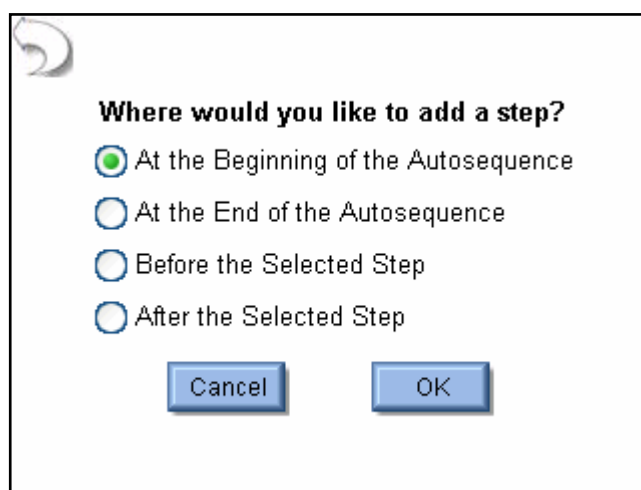 Where would you like to add a step?
At the Beginning of the Autosequence
At the End of the Autosequence
Before the Selected Step
After the Selected Step
Cancel OK